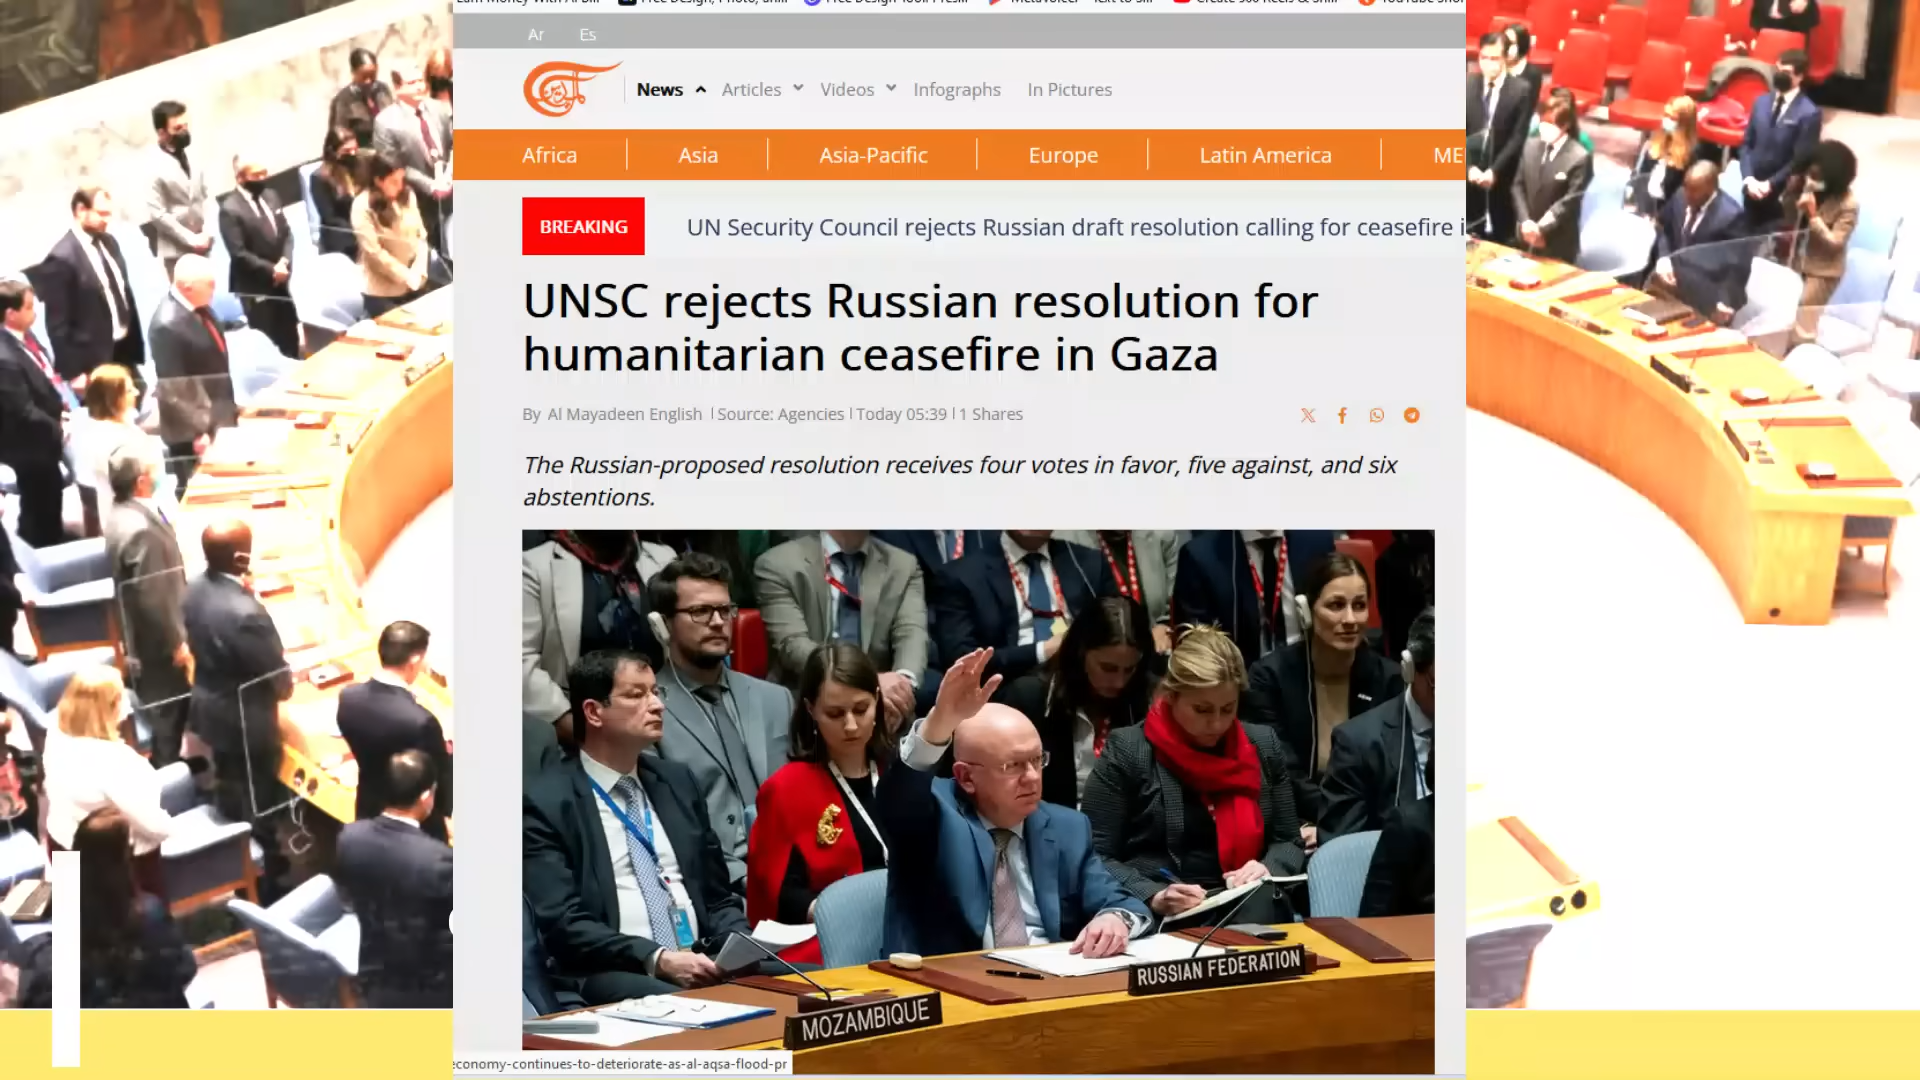 Ar Es
News Articles Videos Infographs In Pictures
Africa Asia Asia-Pacific Europe Latin America ME
BREAKING UN Security Council rejects Russian draft resolution calling for ceasefire i
UNSC rejects Russian resolution for
humanitarian ceasefire in Gaza
By Al Mayadeen English | Source: Agencies | Today 05:39 | 1 Shares
The Russian-proposed resolution receives four votes in favor, five against, and six
abstentions.
RUSSIAN FEDERATION
MOZAMBIQUE
economy-continues-to-deteriorate-as-al-aqsa-flood-pr